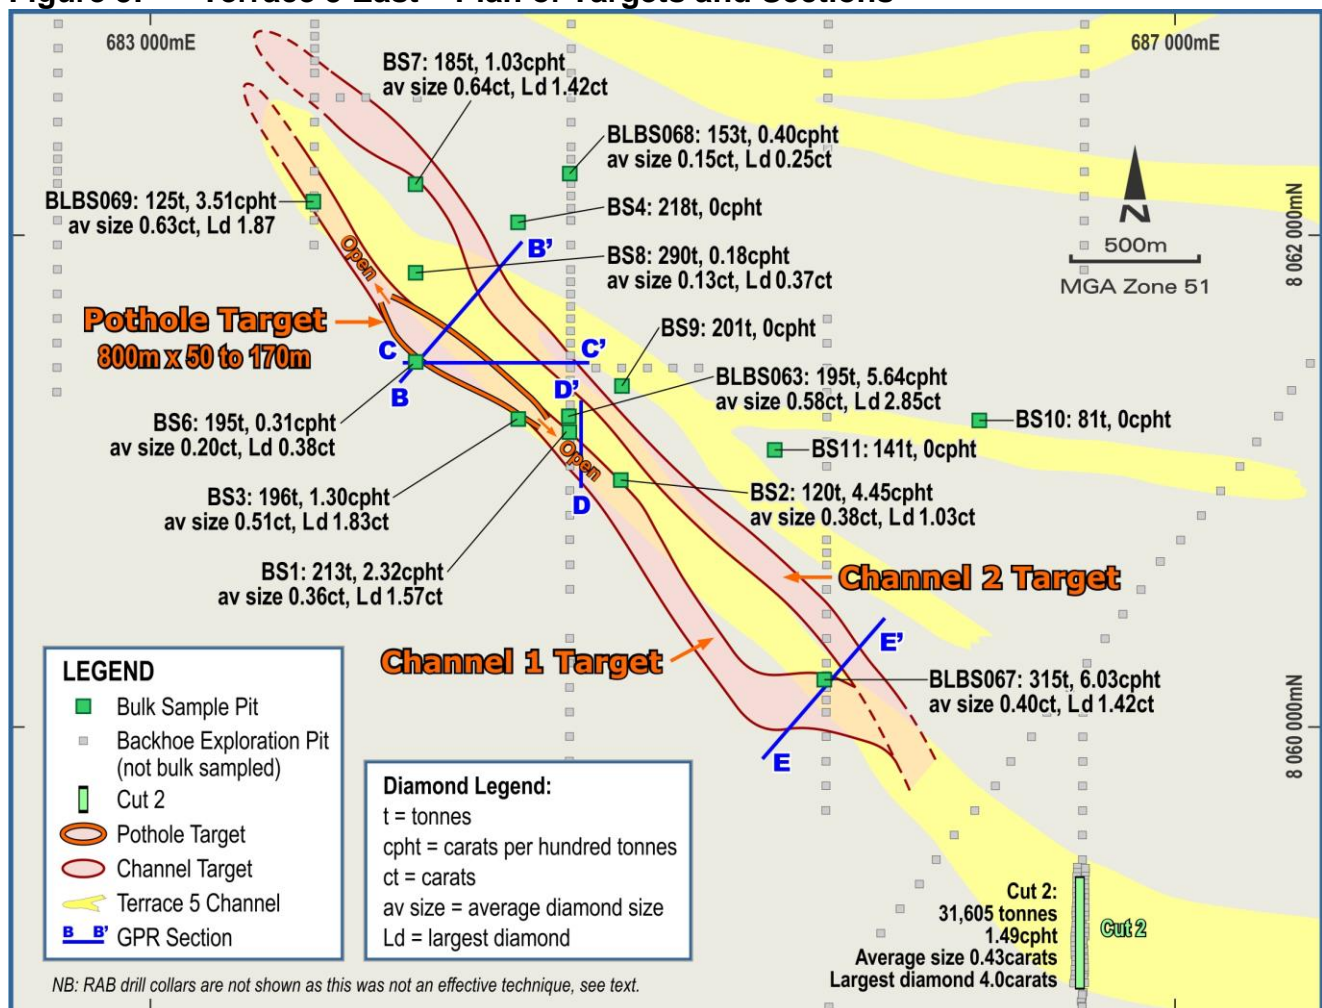 683 000mE
687 000mE
BS7: 185t, 1.03cpht
av size 0.64ct, Ld 1.42ct
BLBS068: 153t, 0.40cpht
av size 0.15ct, Ld 0.25ct
BLBS069: 125t, 3.51cpht
av size 0.63ct, Ld 1.87
BS4: 218t, 0cpht
N
500m
MGA Zone 51
8 062 000mN
B'
BS8: 290t, 0.18cpht
av size 0.13ct, Ld 0.37ct
Open
Pothole Target
800m x 50 to 170m
BS9: 201t, 0cpht
C
C'
B
D'
BLBS063: 195t, 5.64cpht
av size 0.58ct, Ld 2.85ct
BS10: 81t, 0cpht
BS6: 195t, 0.31cpht
av size 0.20ct, Ld 0.38ct
BS11: 141t, 0cpht
Open
D
BS3: 196t, 1.30cpht
av size 0.51ct, Ld 1.83ct
BS2: 120t, 4.45cpht
av size 0.38ct, Ld 1.03ct
BS1: 213t, 2.32cpht
av size 0.36ct, Ld 1.57ct
Channel 2 Target
Channel 1 Target
E'
BLBS067: 315t, 6.03cpht
av size 0.40ct, Ld 1.42ct
E
8 060 000mN
LEGEND
Bulk Sample Pit
Backhoe Exploration Pit
(not bulk sampled)
Cut 2
Pothole Target
Channel Target
Terrace 5 Channel
B B' GPR Section
Diamond Legend:
t = tonnes
cpht = carats per hundred tonnes
ct = carats
av size = average diamond size
Ld = largest diamond
Cut 2:
31,605 tonnes
1.49cpht
Average size 0.43carats
Largest diamond 4.0carats
Cut 2
NB: RAB drill collars are not shown as this was not an effective technique, see text.